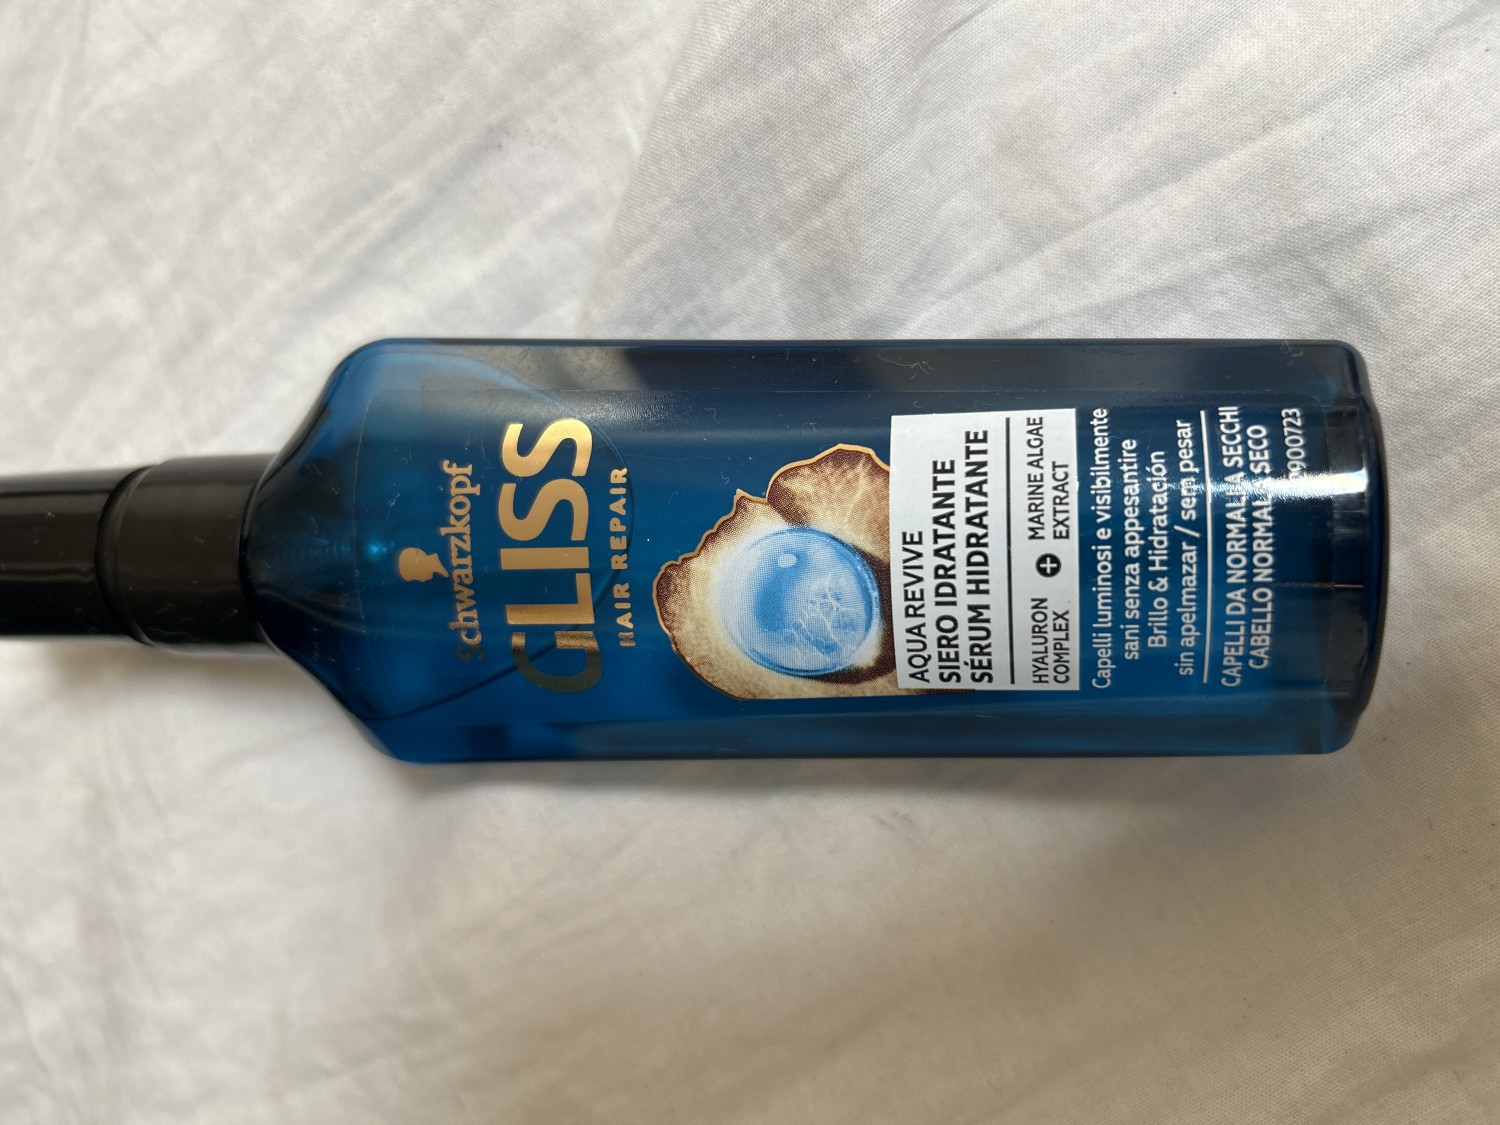 Schwarzkopf
GLISS
HAIR REPAIR
AQUA REVIVE
SIERO IDRATANTE
SÉRUM HIDRATANTE
HYALURON COMPLEX + MARINE ALGAE EXTRACT
Capelli luminosi e visibilmente
sani senza appesantire
Brillo & Hidratación
sin apelmazar / sem pesar
CAPELLI DA NORMALI A SECCHI
CABELLO NORMAL A SECO